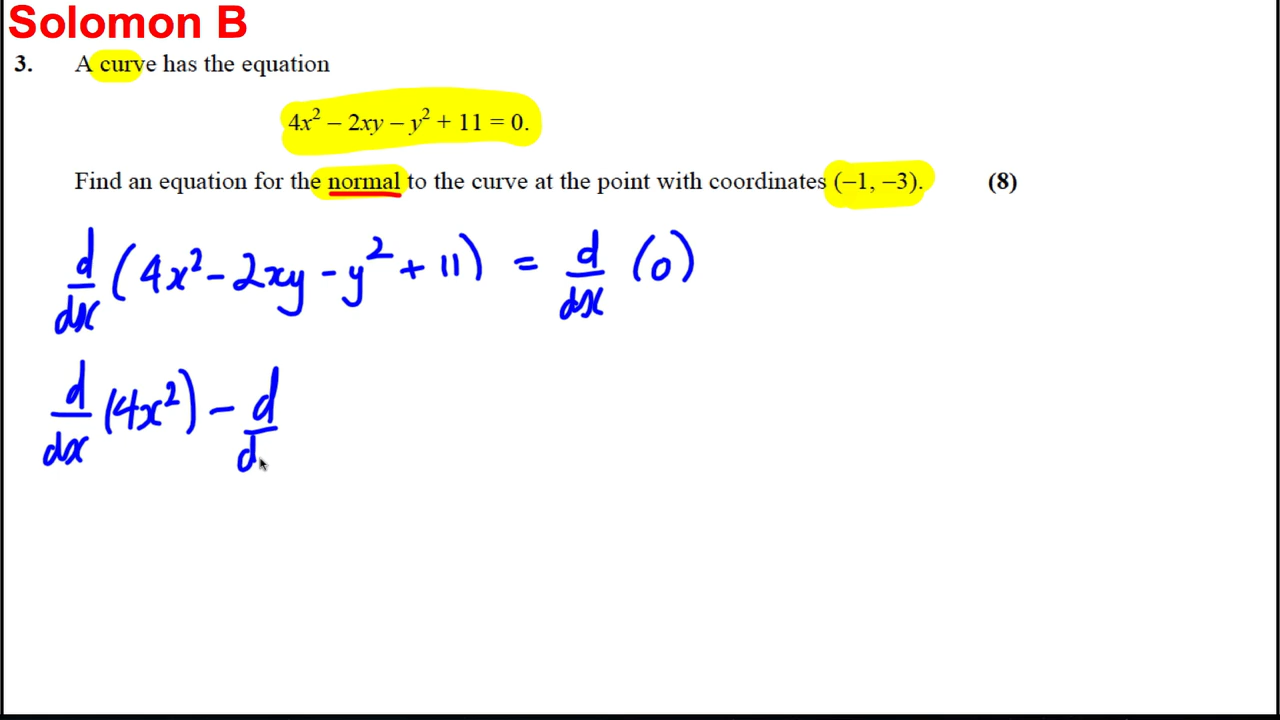 Solomon B
3. A curve has the equation
4x² – 2xy – y² + 11 = 0.
Find an equation for the normal to the curve at the point with coordinates (–1, –3). (8)
d/dx (4x² - 2xy - y² + 11) = d/dx (0)
d/dx (4x²) - d/d